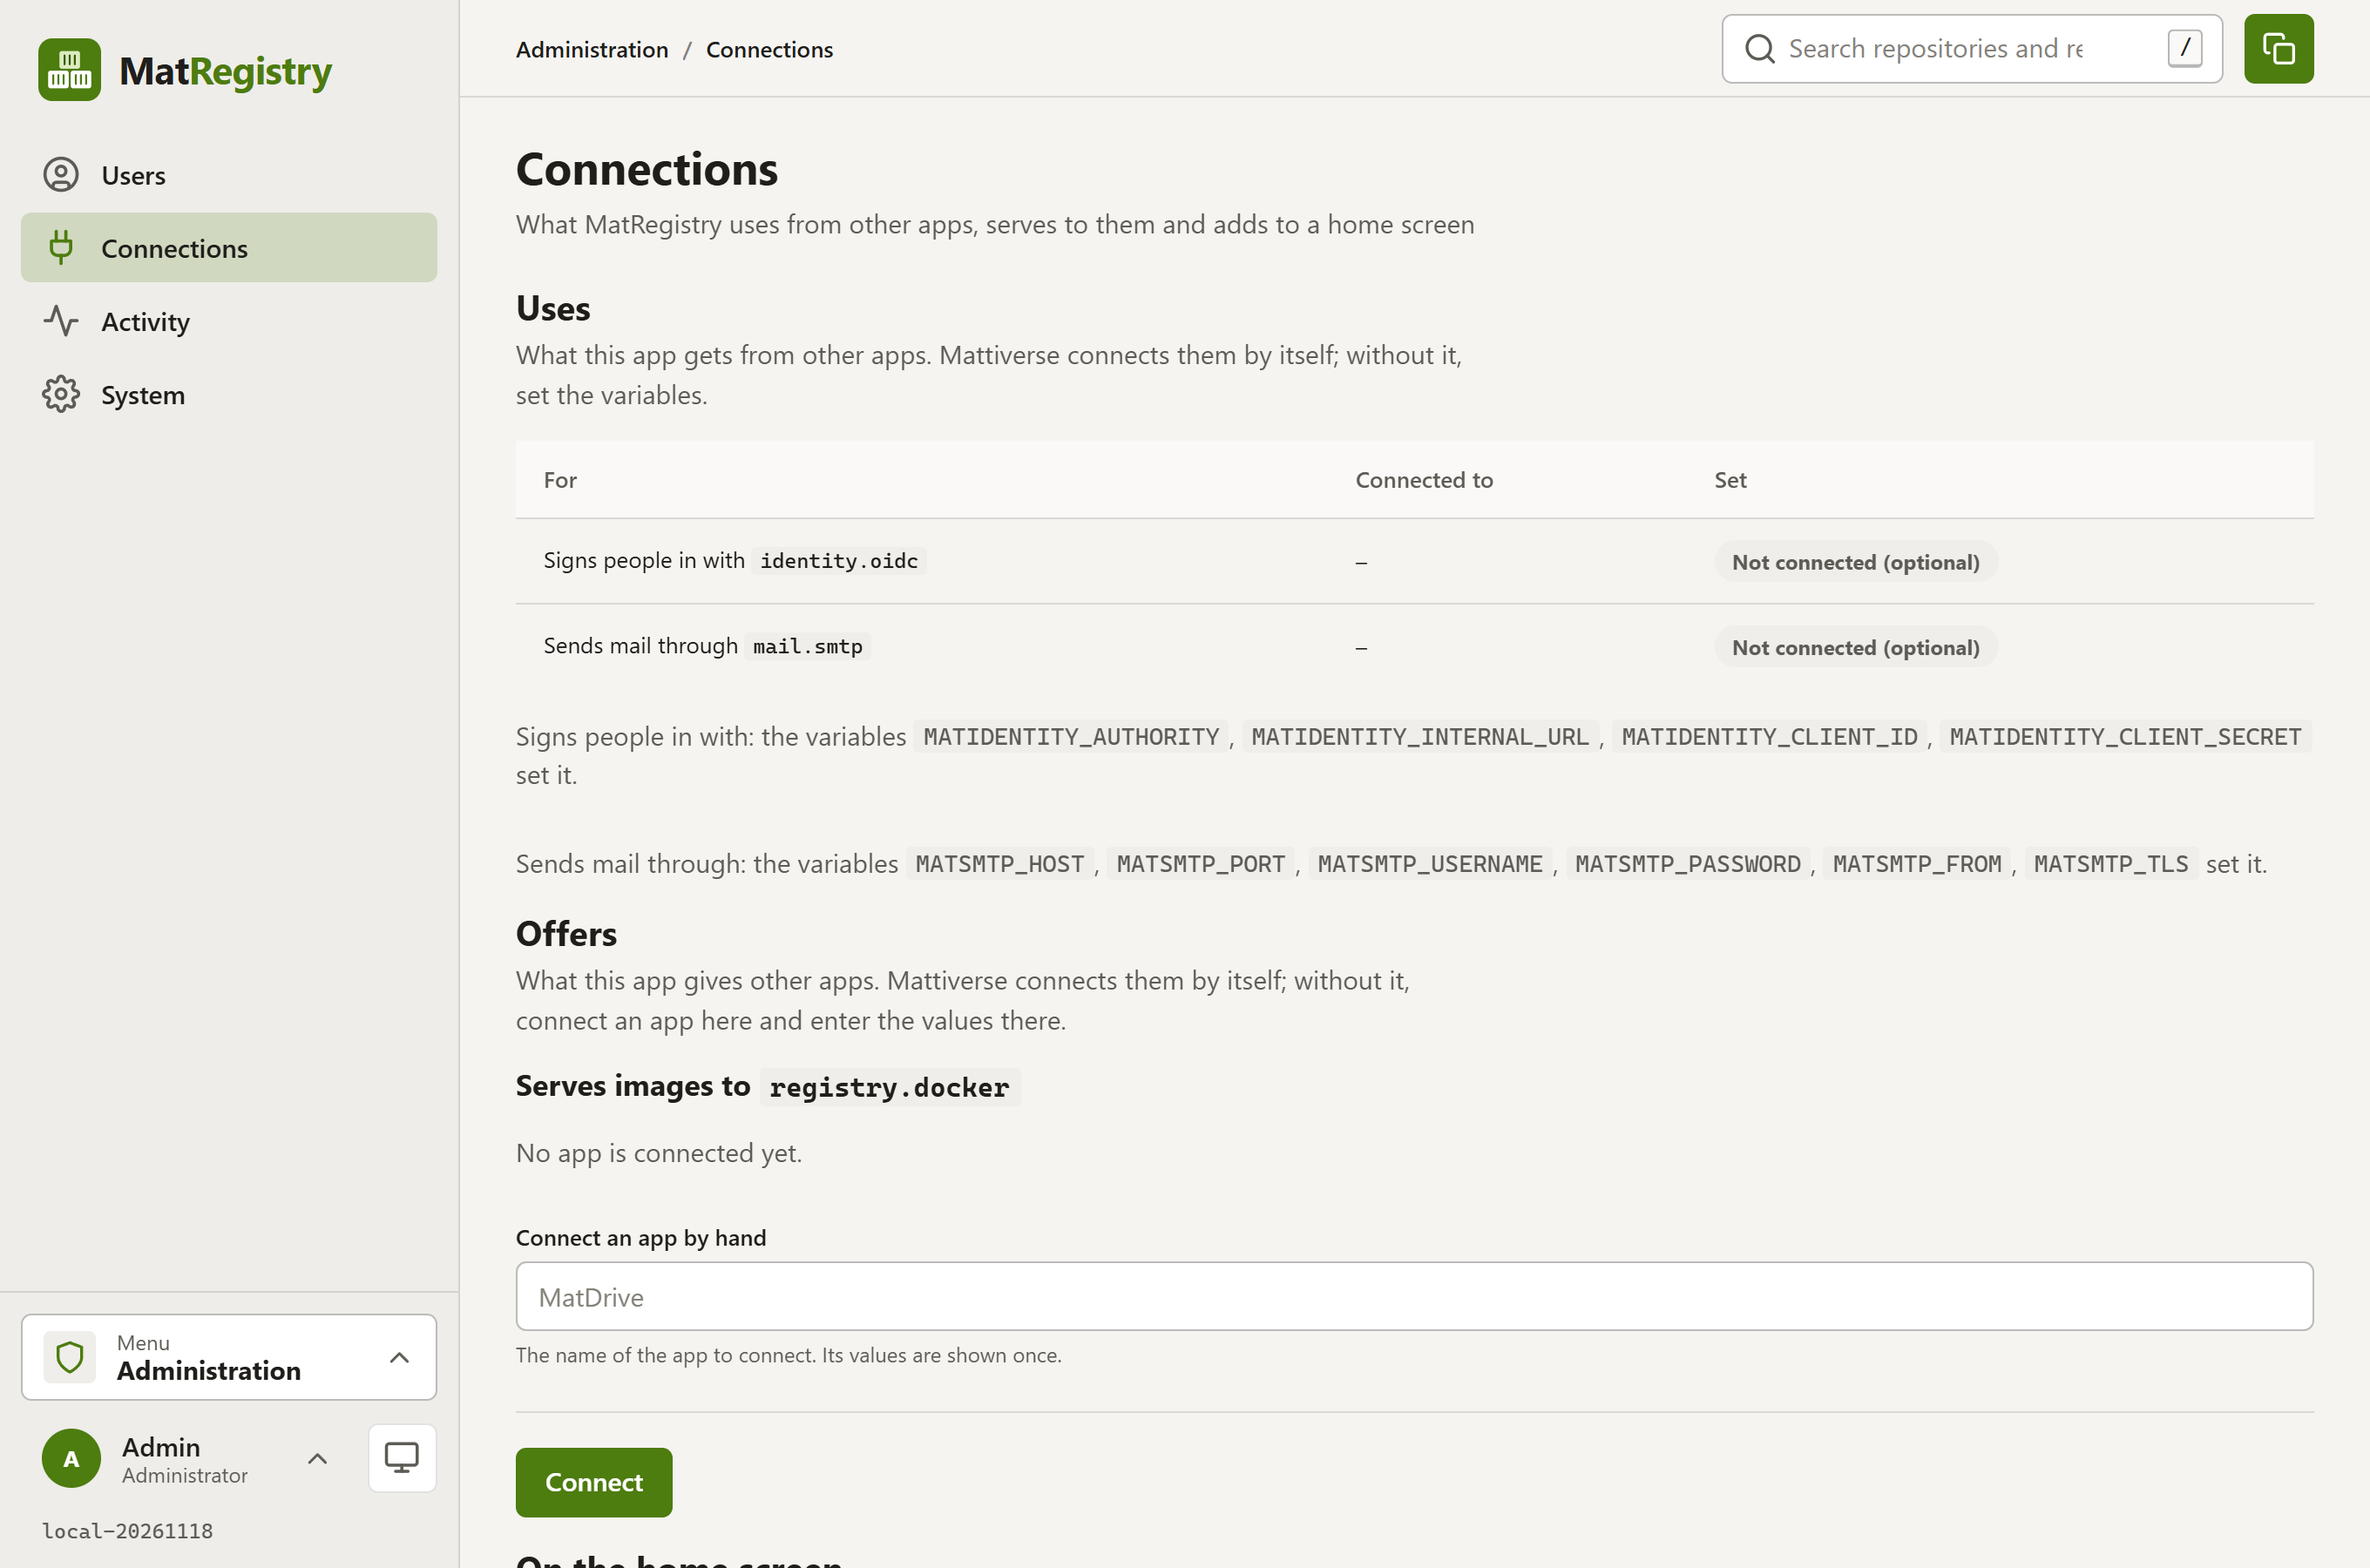 MatRegistry
Users
Connections
Activity
System
Menu
Administration
A
Admin
Administrator
local-20261118
Administration / Connections
Search repositories and re
/
Connections
What MatRegistry uses from other apps, serves to them and adds to a home screen
Uses
What this app gets from other apps. Mattiverse connects them by itself; without it,
set the variables.
For Connected to Set
Signs people in with identity.oidc – Not connected (optional)
Sends mail through mail.smtp – Not connected (optional)
Signs people in with: the variables MATIDENTITY_AUTHORITY, MATIDENTITY_INTERNAL_URL, MATIDENTITY_CLIENT_ID, MATIDENTITY_CLIENT_SECRET
set it.
Sends mail through: the variables MATSMTP_HOST, MATSMTP_PORT, MATSMTP_USERNAME, MATSMTP_PASSWORD, MATSMTP_FROM, MATSMTP_TLS set it.
Offers
What this app gives other apps. Mattiverse connects them by itself; without it,
connect an app here and enter the values there.
Serves images to registry.docker
No app is connected yet.
Connect an app by hand
MatDrive
The name of the app to connect. Its values are shown once.
Connect
On the home screen